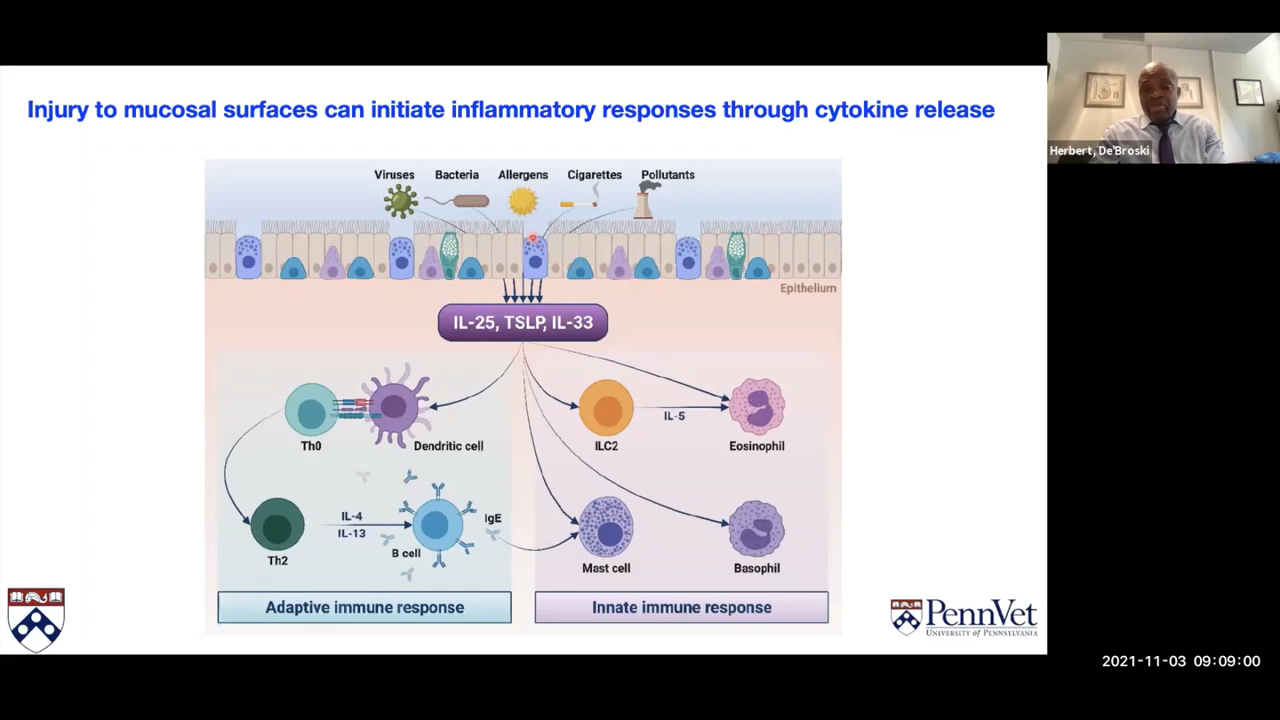 Injury to mucosal surfaces can initiate inflammatory responses through cytokine release
Herbert, De'Broski
Viruses Bacteria Allergens Cigarettes Pollutants
Epithelium
IL-25, TSLP, IL-33
Th0
Dendritic cell
ILC2
IL-5
Eosinophil
Th2
IL-4
IL-13
B cell
IgE
Mast cell
Basophil
Adaptive immune response
Innate immune response
PennVet
UNIVERSITY OF PENNSYLVANIA
2021-11-03 09:09:00